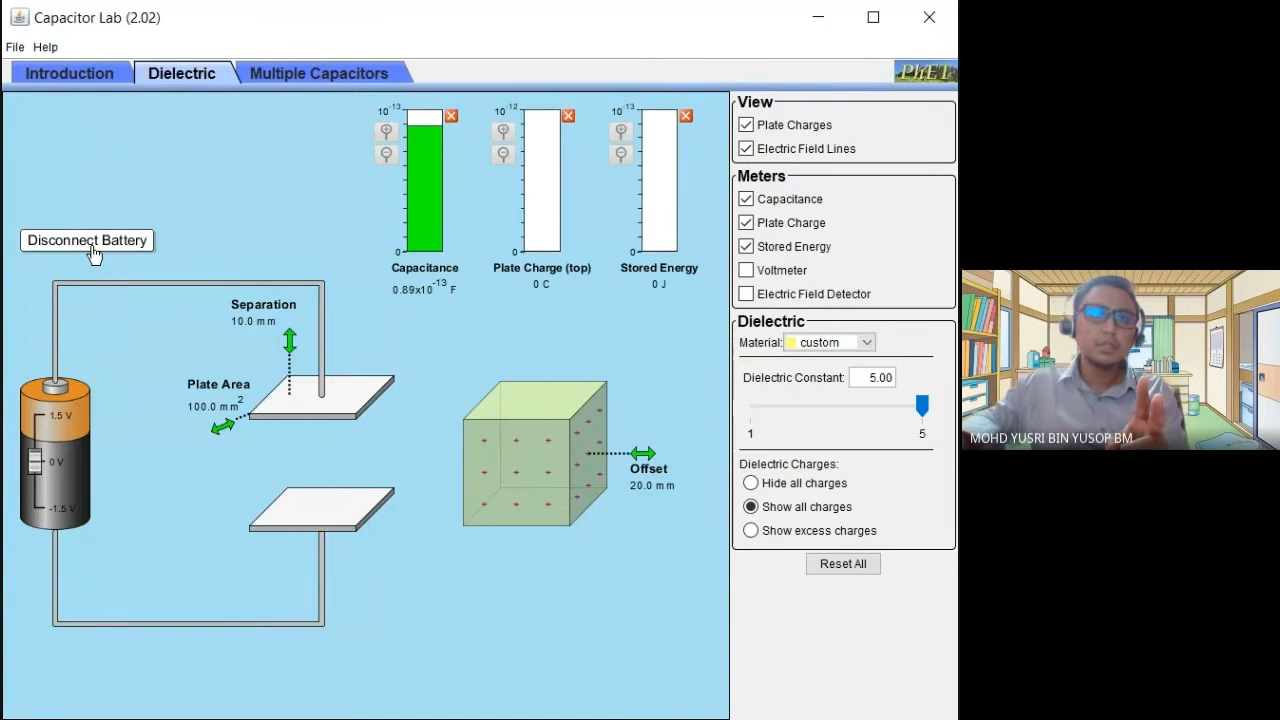 Capacitor Lab (2.02)
File Help
Introduction Dielectric Multiple Capacitors PhET
10-13 10-12 10-13
0 0 0
Capacitance Plate Charge (top) Stored Energy
0.89x10-13 F 0 C 0 J
Disconnect Battery
Separation
10.0 mm
Plate Area
100.0 mm2
1.5 V
0 V
-1.5 V
Offset
20.0 mm
View
Plate Charges
Electric Field Lines
Meters
Capacitance
Plate Charge
Stored Energy
Voltmeter
Electric Field Detector
Dielectric
Material: custom
Dielectric Constant: 5.00
1 5
Dielectric Charges:
Hide all charges
Show all charges
Show excess charges
Reset All
MOHD YUSRI BIN YUSOP BM